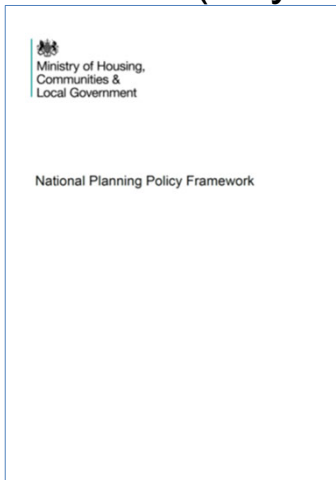 Ministry of Housing,
Communities &
Local Government
National Planning Policy Framework